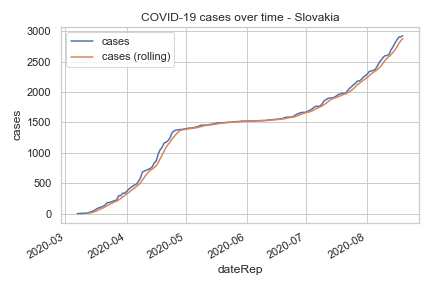 COVID-19 cases over time - Slovakia
cases
cases (rolling)
3000
2500
2000
1500
1000
500
0
cases
2020-03
2020-04
2020-05
2020-06
2020-07
2020-08
dateRep